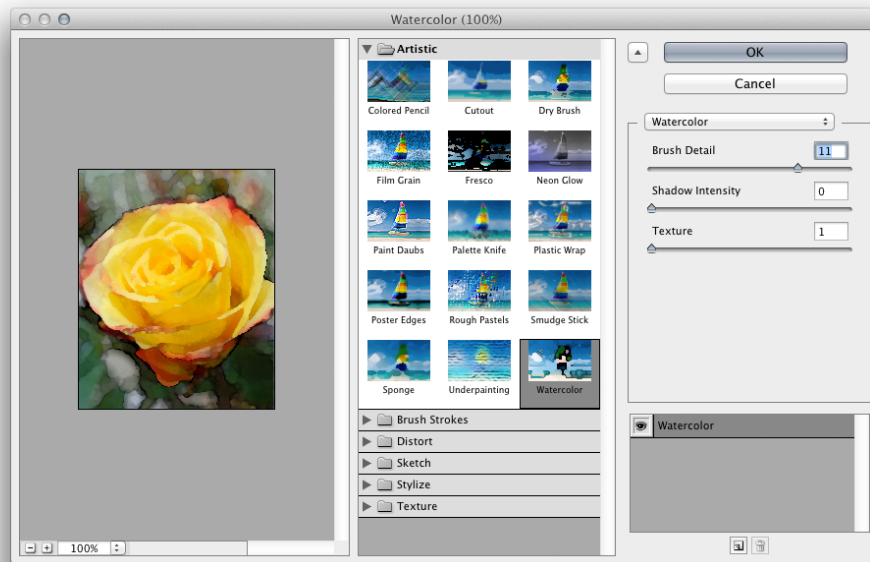 Watercolor (100%)
Artistic
Colored Pencil
Cutout
Dry Brush
Film Grain
Fresco
Neon Glow
Paint Daubs
Palette Knife
Plastic Wrap
Poster Edges
Rough Pastels
Smudge Stick
Sponge
Underpainting
Watercolor
Brush Strokes
Distort
Sketch
Stylize
Texture
100%
OK
Cancel
Watercolor
Brush Detail 11
Shadow Intensity 0
Texture 1
Watercolor